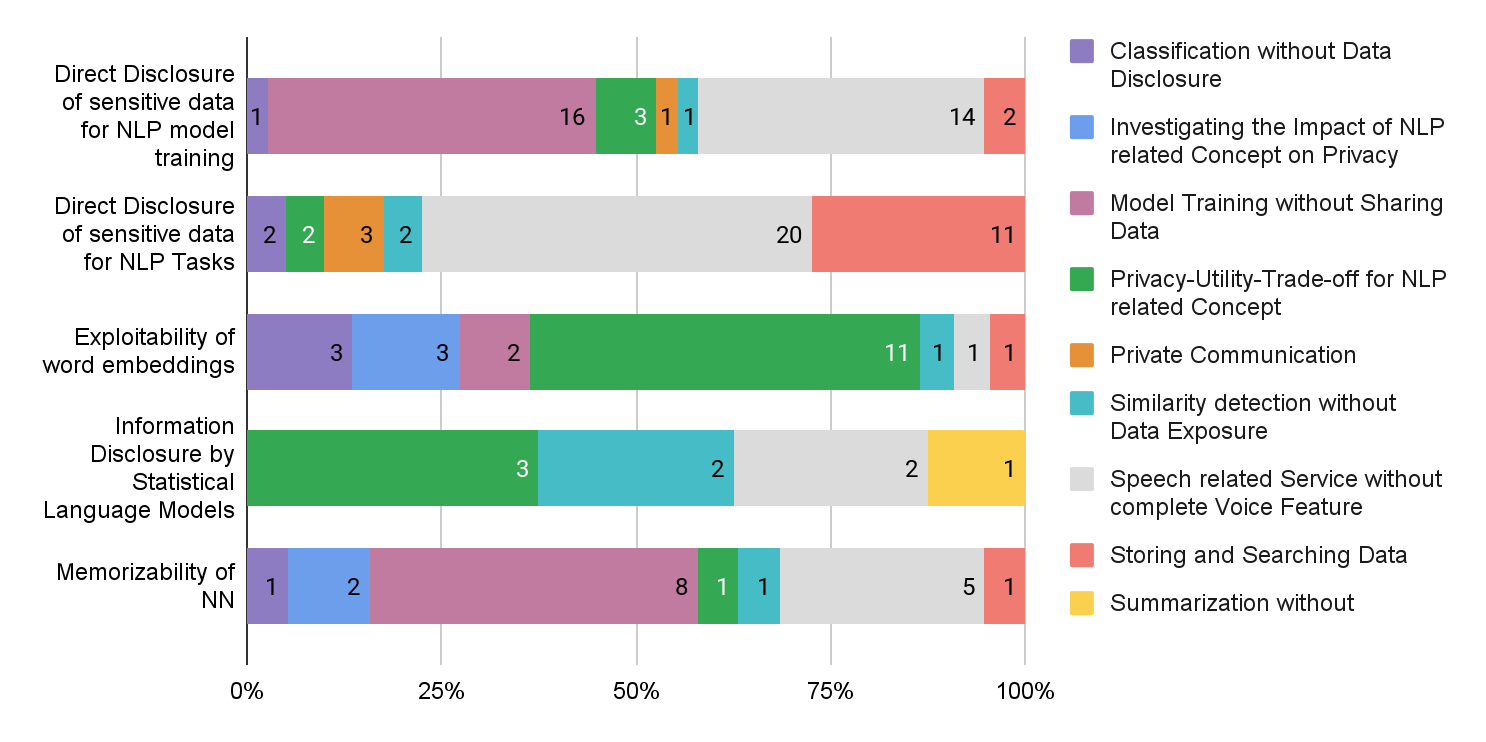 Direct Disclosure
of sensitive data
for NLP model
training
1 16 3 1 1 14 2
Direct Disclosure
of sensitive data
for NLP Tasks
2 2 3 2 20 11
Exploitability of
word embeddings
3 3 2 11 1 1 1
Information
Disclosure by
Statistical
Language Models
3 2 2 1
Memorizability of
NN
1 2 8 1 1 5 1
0% 25% 50% 75% 100%
Classification without Data
Disclosure
Investigating the Impact of NLP
related Concept on Privacy
Model Training without Sharing
Data
Privacy-Utility-Trade-off for NLP
related Concept
Private Communication
Similarity detection without
Data Exposure
Speech related Service without
complete Voice Feature
Storing and Searching Data
Summarization without